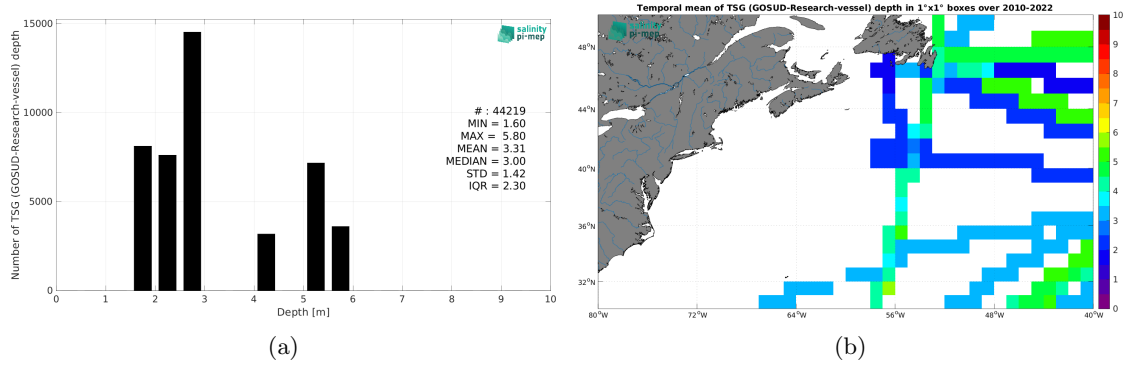 15000
10000
5000
0
Number of TSG (GOSUD-Research-vessel) depth
salinity
pi-mep
# : 44219
MIN = 1.60
MAX = 5.80
MEAN = 3.31
MEDIAN = 3.00
STD = 1.42
IQR = 2.30
0 1 2 3 4 5 6 7 8 9 10
Depth [m]
(a)
Temporal mean of TSG (GOSUD-Research-vessel) depth in 1°x1° boxes over 2010-2022
pi-mep
48°N
44°N
40°N
36°N
32°N
80°W 72°W 64°W 56°W 48°W 40°W
10
9
8
7
6
5
4
3
2
1
0
(b)